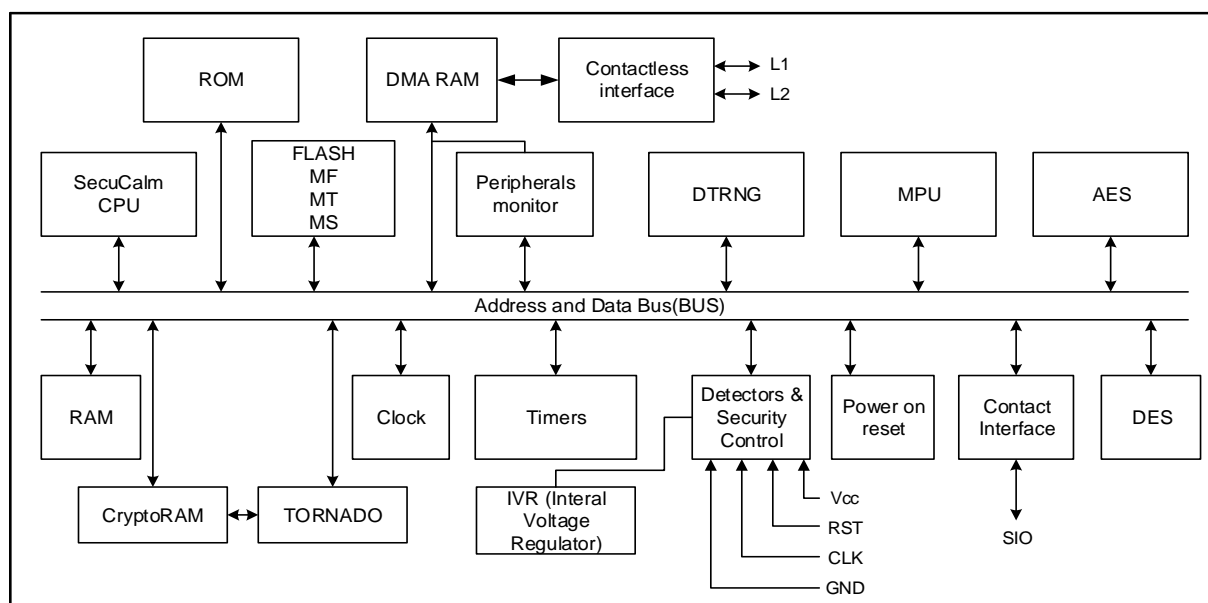 ROM
DMA RAM
Contactless
interface
L1
L2
SecuCalm
CPU
FLASH
MF
MT
MS
Peripherals
monitor
DTRNG
MPU
AES
Address and Data Bus(BUS)
RAM
Clock
Timers
Detectors &
Security
Control
Power on
reset
Contact
Interface
DES
CryptoRAM
TORNADO
IVR (Interal
Voltage
Regulator)
Vcc
RST
CLK
GND
SIO